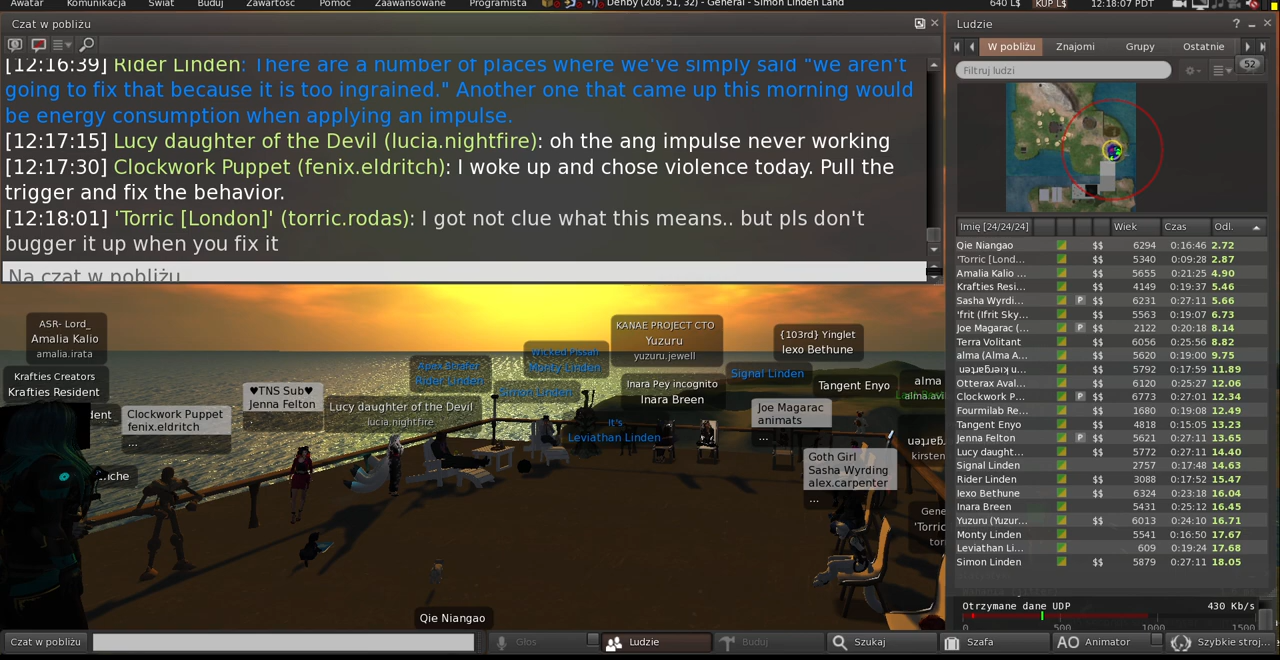 Awatar Komunikacja Świat Buduj Zawartość Pomoc Zaawansowane Programista Denby (208, 51, 32) - General - Simon Linden Land 640 L$ KUP L$ 12:18:07 PDT
Czat w pobliżu
[12:16:39] Rider Linden: There are a number of places where we've simply said "we aren't
going to fix that because it is too ingrained." Another one that came up this morning would
be energy consumption when applying an impulse.
[12:17:15] Lucy daughter of the Devil (lucia.nightfire): oh the ang impulse never working
[12:17:30] Clockwork Puppet (fenix.eldritch): I woke up and chose violence today. Pull the
trigger and fix the behavior.
[12:18:01] 'Torric [London]' (torric.rodas): I got not clue what this means.. but pls don't
bugger it up when you fix it
Na czat w pobliżu
ASR- Lord_
Amalia Kalio
amalia.irata
Krafties Creators
Krafties Resident
dent
Clockwork Puppet
fenix.eldritch
...
♥TNS Sub♥
Jenna Felton
Lucy daughter of the Devil
lucia.nightfire
Rider Linden
Wicked Pissah
Monty Linden
Simon Linden
KANAE PROJECT CTO
Yuzuru
yuzuru.jewell
Inara Pey incognito
Inara Breen
It's
Leviathan Linden
Signal Linden
{103rd} Yinglet
Iexo Bethune
Tangent Enyo
Joe Magarac
animats
...
alma
Goth Girl
Sasha Wyrding
alex.carpenter
...
kirsten
Gene
'Torric
tor
Qie Niangao
Ludzie
W pobliżu Znajomi Grupy Ostatnie
Filtruj ludzi
52
Imię [24/24/24] Wiek Czas Odl.
Qie Niangao $$ 6294 0:16:46 2.72
'Torric [Lond... $$ 5340 0:09:28 2.87
Amalia Kalio ... $$ 5655 0:21:25 4.90
Krafties Resi... $$ 4149 0:19:37 5.46
Sasha Wyrdi... P $$ 6231 0:27:11 5.66
'frit (Ifrit Sky... $$ 5563 0:19:07 6.73
Joe Magarac (... P $$ 2122 0:20:18 8.14
Terra Volitant $$ 6056 0:25:56 8.82
alma (Alma A... $$ 5620 0:19:00 9.75
$$ 5792 0:17:59 11.89
Otterax Aval... $$ 6120 0:25:27 12.06
Clockwork P... P $$ 6773 0:27:01 12.34
Fourmilab Re... $$ 1680 0:19:08 12.49
Tangent Enyo $$ 4818 0:15:05 13.23
Jenna Felton P $$ 5621 0:27:11 13.65
Lucy daught... $$ 5772 0:27:11 14.40
Signal Linden 2757 0:17:48 14.63
Rider Linden $$ 3088 0:17:52 15.47
Iexo Bethune $$ 6324 0:23:18 16.04
Inara Breen 5431 0:25:12 16.45
Yuzuru (Yuzur... $$ 6013 0:24:10 16.71
Monty Linden 5541 0:16:50 17.67
Leviathan Li... 609 0:19:24 17.68
Simon Linden $$ 5879 0:27:11 18.05
Otrzymane dane UDP 430 Kb/s
0 500 1000 1500
Czat w pobliżu Głos Ludzie Buduj Szukaj Szafa AO Animator Szybkie stroj...